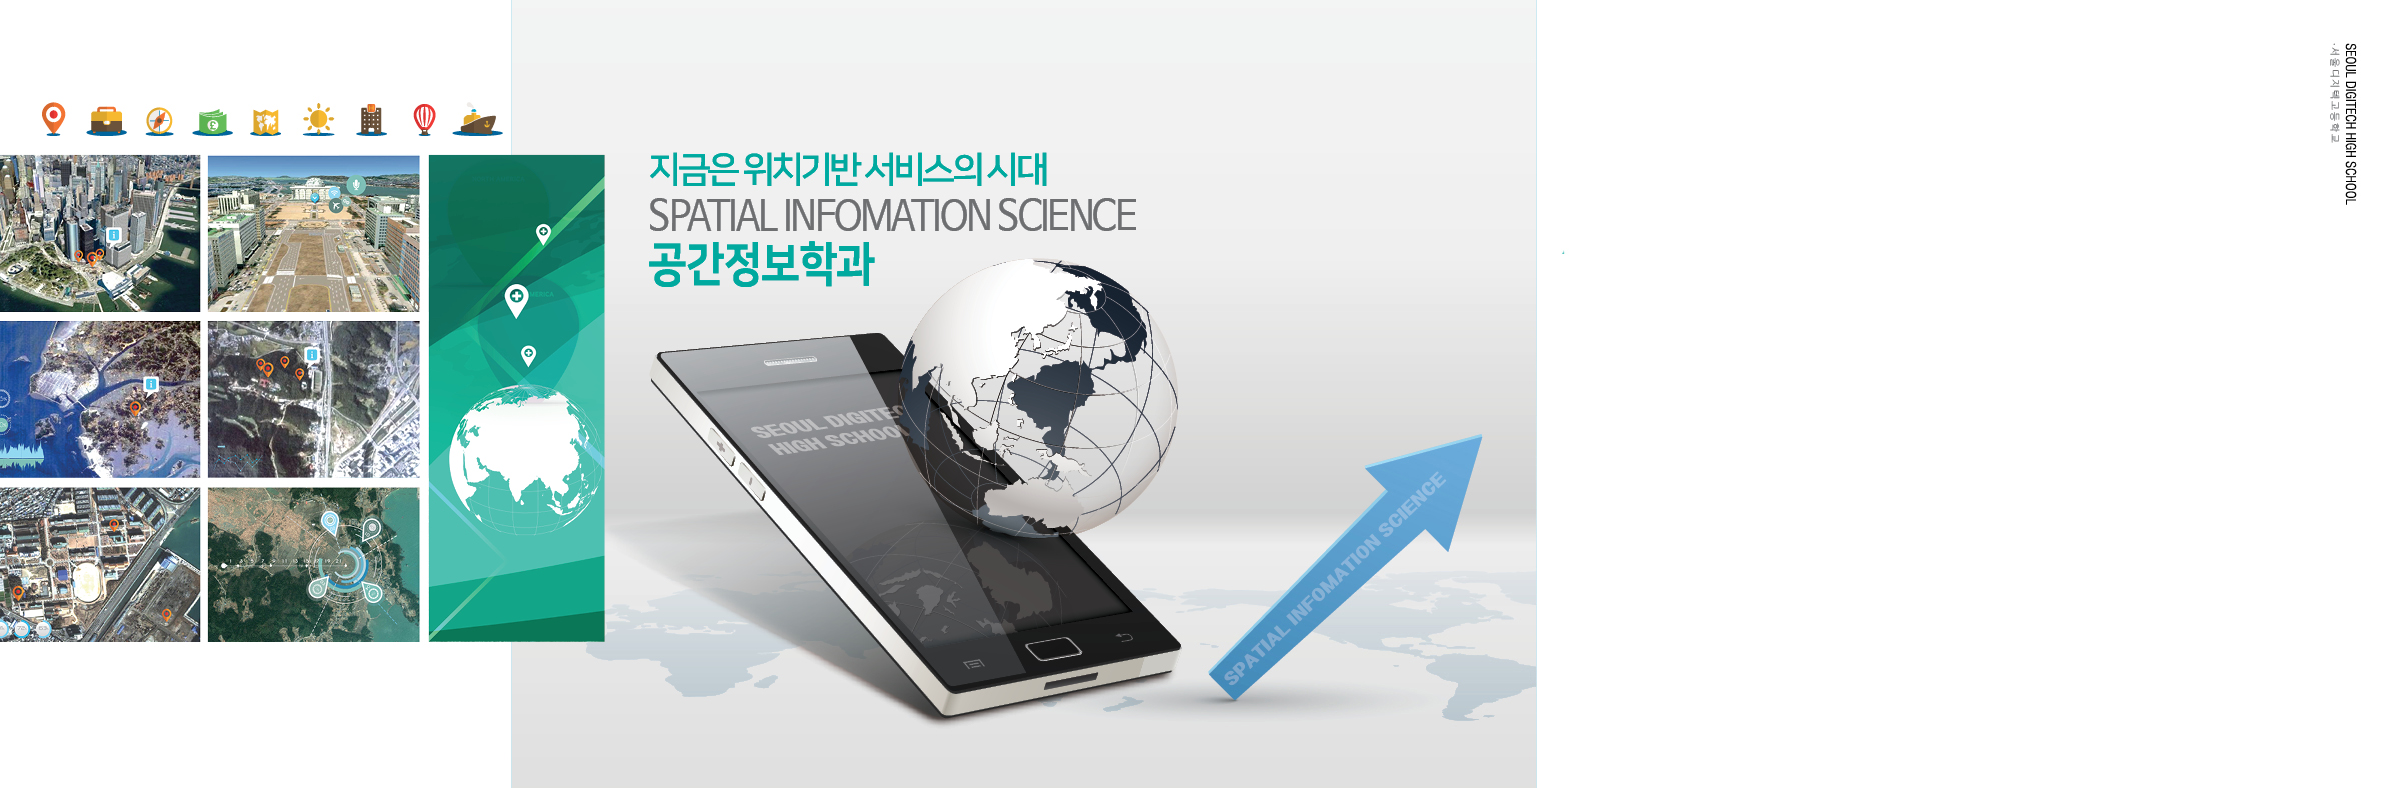 지금은 위치기반 서비스의 시대
SPATIAL INFOMATION SCIENCE
공간정보학과
SEOUL DIGITEC
HIGH SCHOOL
SPATIAL INFOMATION SCIENCE
SEOUL DIGITECH HIGH SCHOOL
· 서울디지텍고등학교